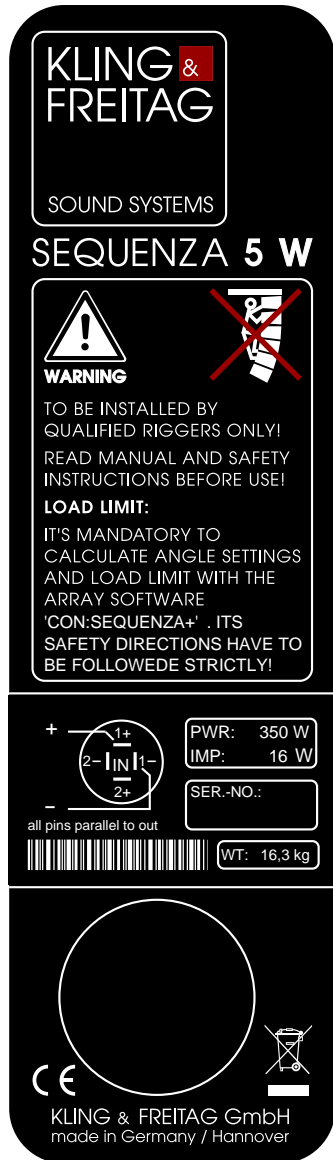 KLING &
FREITAG
SOUND SYSTEMS
SEQUENZA 5 W
WARNING
TO BE INSTALLED BY
QUALIFIED RIGGERS ONLY!
READ MANUAL AND SAFETY
INSTRUCTIONS BEFORE USE!
LOAD LIMIT:
IT'S MANDATORY TO
CALCULATE ANGLE SETTINGS
AND LOAD LIMIT WITH THE
ARRAY SOFTWARE
'CON:SEQUENZA+' . ITS
SAFETY DIRECTIONS HAVE TO
BE FOLLOWEDE STRICTLY!
+
1+
2− IN 1−
2+
−
all pins parallel to out
PWR: 350 W
IMP: 16 W
SER.-NO.:
WT: 16,3 kg
CE
KLING & FREITAG GmbH
made in Germany / Hannover